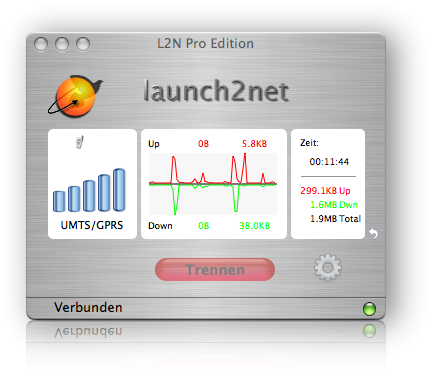 L2N Pro Edition
launch2net
Up 0B 5.8KB
Down 0B 38.0KB
UMTS/GPRS
Zeit:
00:11:44
299.1KB Up
1.6MB Dwn
1.9MB Total
Trennen
Verbunden